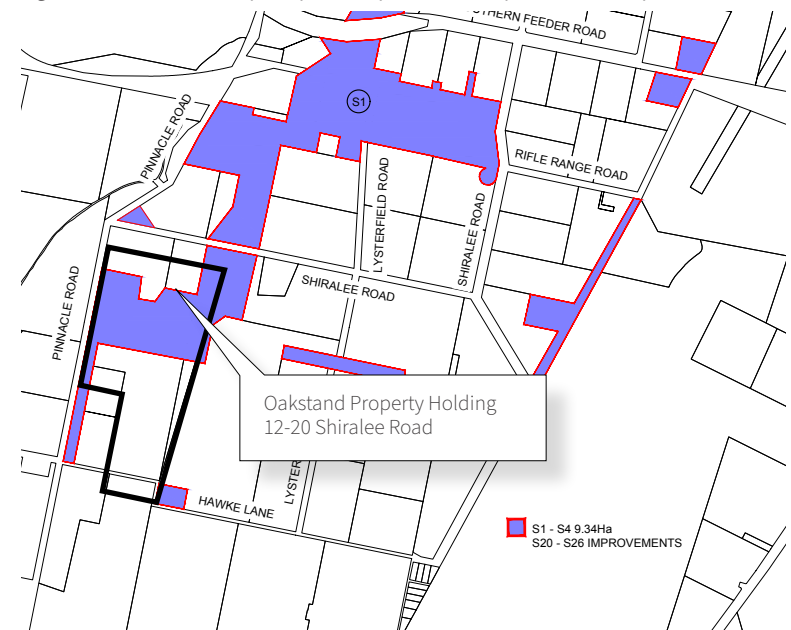 THERN FEEDER ROAD
S1
PINNACLE ROAD
RIFLE RANGE ROAD
LYSTERFIELD ROAD
SHIRALEE ROAD
SHIRALEE ROAD
PINNACLE ROAD
Oakstand Property Holding
12-20 Shiralee Road
LYSTER
HAWKE LANE
S1 - S4 9.34Ha
S20 - S26 IMPROVEMENTS